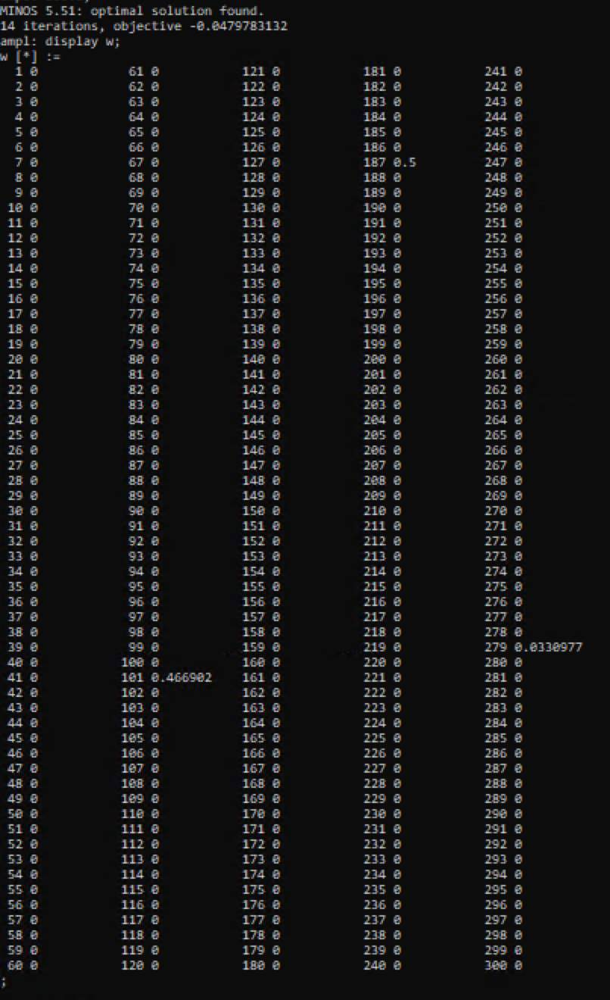 MINOS 5.51: optimal solution found.
14 iterations, objective -0.0479783132
ampl: display w;
w [*] :=
1 0 61 0 121 0 181 0 241 0
2 0 62 0 122 0 182 0 242 0
3 0 63 0 123 0 183 0 243 0
4 0 64 0 124 0 184 0 244 0
5 0 65 0 125 0 185 0 245 0
6 0 66 0 126 0 186 0 246 0
7 0 67 0 127 0 187 0.5 247 0
8 0 68 0 128 0 188 0 248 0
9 0 69 0 129 0 189 0 249 0
10 0 70 0 130 0 190 0 250 0
11 0 71 0 131 0 191 0 251 0
12 0 72 0 132 0 192 0 252 0
13 0 73 0 133 0 193 0 253 0
14 0 74 0 134 0 194 0 254 0
15 0 75 0 135 0 195 0 255 0
16 0 76 0 136 0 196 0 256 0
17 0 77 0 137 0 197 0 257 0
18 0 78 0 138 0 198 0 258 0
19 0 79 0 139 0 199 0 259 0
20 0 80 0 140 0 200 0 260 0
21 0 81 0 141 0 201 0 261 0
22 0 82 0 142 0 202 0 262 0
23 0 83 0 143 0 203 0 263 0
24 0 84 0 144 0 204 0 264 0
25 0 85 0 145 0 205 0 265 0
26 0 86 0 146 0 206 0 266 0
27 0 87 0 147 0 207 0 267 0
28 0 88 0 148 0 208 0 268 0
29 0 89 0 149 0 209 0 269 0
30 0 90 0 150 0 210 0 270 0
31 0 91 0 151 0 211 0 271 0
32 0 92 0 152 0 212 0 272 0
33 0 93 0 153 0 213 0 273 0
34 0 94 0 154 0 214 0 274 0
35 0 95 0 155 0 215 0 275 0
36 0 96 0 156 0 216 0 276 0
37 0 97 0 157 0 217 0 277 0
38 0 98 0 158 0 218 0 278 0
39 0 99 0 159 0 219 0 279 0.0330977
40 0 100 0 160 0 220 0 280 0
41 0 101 0.466902 161 0 221 0 281 0
42 0 102 0 162 0 222 0 282 0
43 0 103 0 163 0 223 0 283 0
44 0 104 0 164 0 224 0 284 0
45 0 105 0 165 0 225 0 285 0
46 0 106 0 166 0 226 0 286 0
47 0 107 0 167 0 227 0 287 0
48 0 108 0 168 0 228 0 288 0
49 0 109 0 169 0 229 0 289 0
50 0 110 0 170 0 230 0 290 0
51 0 111 0 171 0 231 0 291 0
52 0 112 0 172 0 232 0 292 0
53 0 113 0 173 0 233 0 293 0
54 0 114 0 174 0 234 0 294 0
55 0 115 0 175 0 235 0 295 0
56 0 116 0 176 0 236 0 296 0
57 0 117 0 177 0 237 0 297 0
58 0 118 0 178 0 238 0 298 0
59 0 119 0 179 0 239 0 299 0
60 0 120 0 180 0 240 0 300 0
;